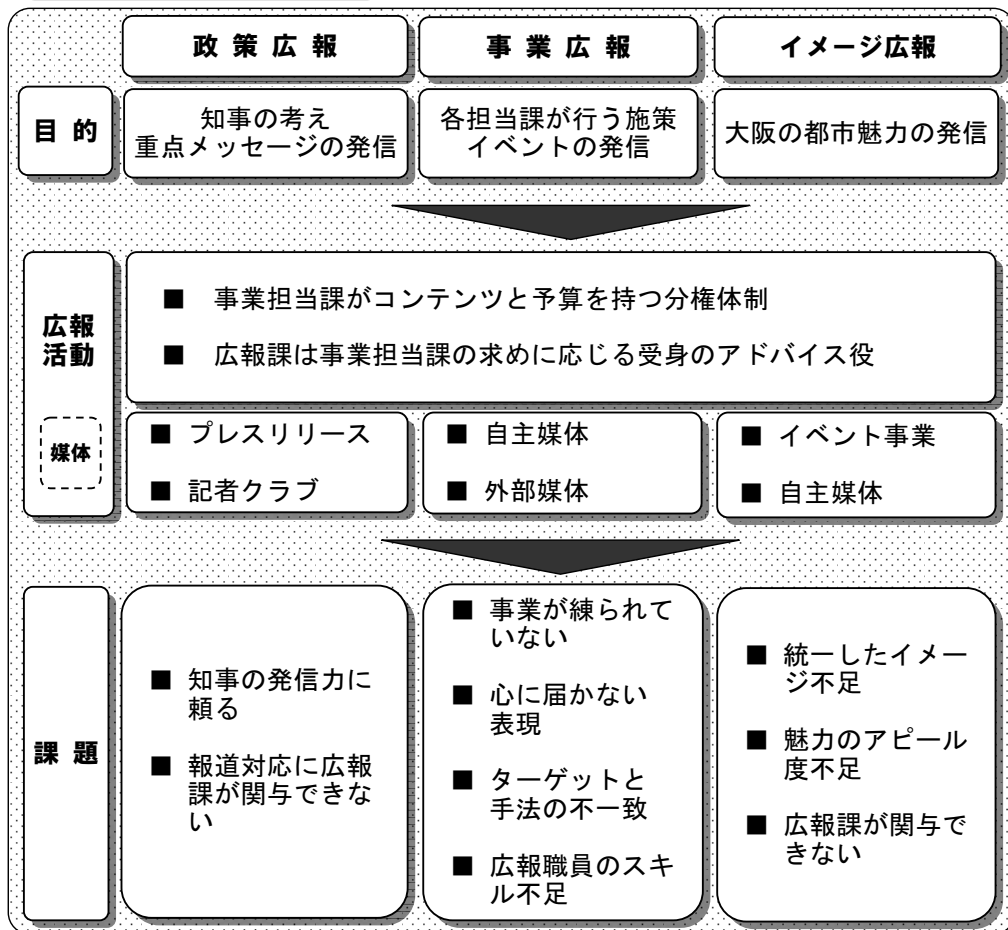 政策広報
事業広報
イメージ広報
目的
知事の考え
重点メッセージの発信
各担当課が行う施策
イベントの発信
大阪の都市魅力の発信
広報
活動
■ 事業担当課がコンテンツと予算を持つ分権体制
■ 広報課は事業担当課の求めに応じる受身のアドバイス役
媒体
■ プレスリリース
■ 記者クラブ
■ 自主媒体
■ 外部媒体
■ イベント事業
■ 自主媒体
課題
■ 知事の発信力に
頼る
■ 報道対応に広報
課が関与できな
い
■ 事業が練られて
いない
■ 心に届かない
表現
■ ターゲットと
手法の不一致
■ 広報職員のスキ
ル不足
■ 統一したイメー
ジ不足
■ 魅力のアピール
度不足
■ 広報課が関与で
きない